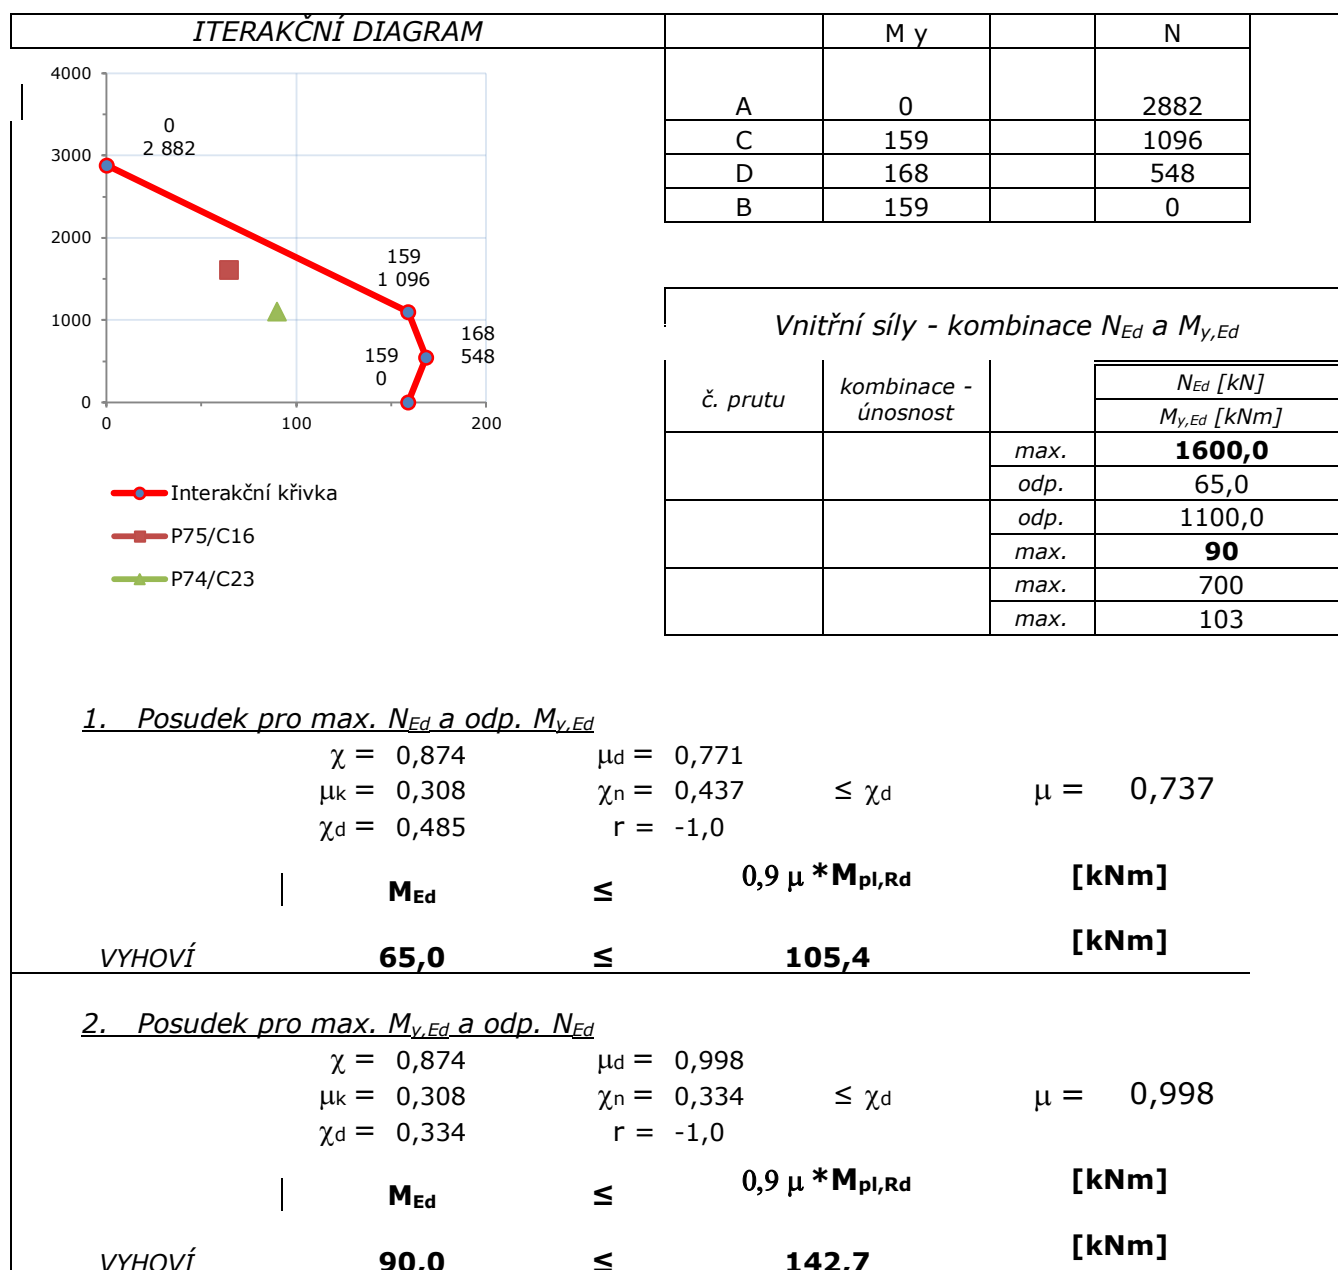 ITERAKČNÍ DIAGRAM
M y N
A 0 2882
C 159 1096
D 168 548
B 159 0
4000
3000
2000
1000
0
0 100 200
0
2 882
159
1 096
168
548
159
0
Interakční křivka
P75/C16
P74/C23
Vnitřní síly - kombinace NEd a My,Ed
č. prutu
kombinace -
únosnost
NEd [kN]
My,Ed [kNm]
max. 1600,0
odp. 65,0
odp. 1100,0
max. 90
max. 700
max. 103
1. Posudek pro max. NEd a odp. My,Ed
χ = 0,874 μd = 0,771
μk = 0,308 χn = 0,437 ≤ χd μ = 0,737
χd = 0,485 r = -1,0
MEd ≤ 0,9 μ *Mpl,Rd [kNm]
VYHOVÍ 65,0 ≤ 105,4 [kNm]
2. Posudek pro max. My,Ed a odp. NEd
χ = 0,874 μd = 0,998
μk = 0,308 χn = 0,334 ≤ χd μ = 0,998
χd = 0,334 r = -1,0
MEd ≤ 0,9 μ *Mpl,Rd [kNm]
VYHOVÍ 90,0 ≤ 142,7 [kNm]